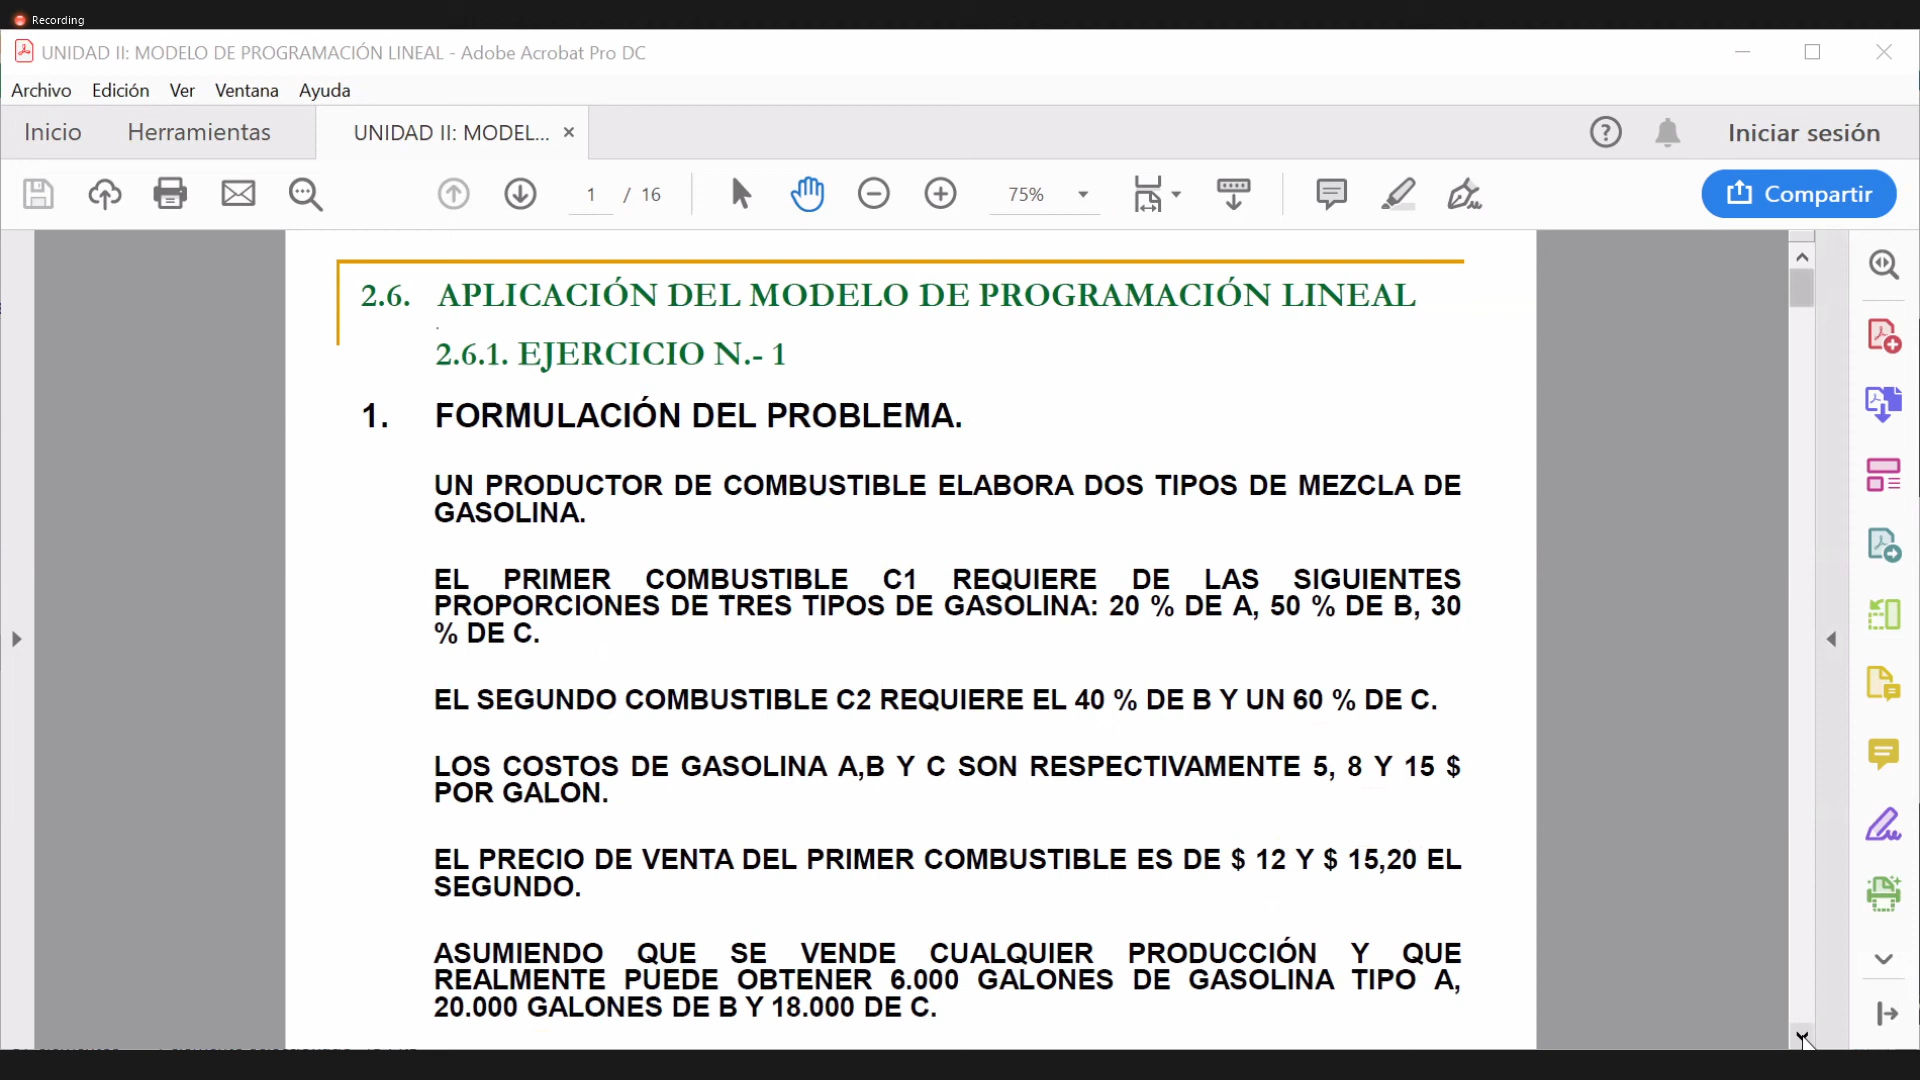 Recording
UNIDAD II: MODELO DE PROGRAMACIÓN LINEAL - Adobe Acrobat Pro DC
Archivo Edición Ver Ventana Ayuda
Inicio Herramientas UNIDAD II: MODEL... × Iniciar sesión
1 / 16 75% Compartir
2.6. APLICACIÓN DEL MODELO DE PROGRAMACIÓN LINEAL
2.6.1. EJERCICIO N.- 1
1. FORMULACIÓN DEL PROBLEMA.
UN PRODUCTOR DE COMBUSTIBLE ELABORA DOS TIPOS DE MEZCLA DE
GASOLINA.
EL PRIMER COMBUSTIBLE C1 REQUIERE DE LAS SIGUIENTES
PROPORCIONES DE TRES TIPOS DE GASOLINA: 20 % DE A, 50 % DE B, 30
% DE C.
EL SEGUNDO COMBUSTIBLE C2 REQUIERE EL 40 % DE B Y UN 60 % DE C.
LOS COSTOS DE GASOLINA A,B Y C SON RESPECTIVAMENTE 5, 8 Y 15 $
POR GALON.
EL PRECIO DE VENTA DEL PRIMER COMBUSTIBLE ES DE $ 12 Y $ 15,20 EL
SEGUNDO.
ASUMIENDO QUE SE VENDE CUALQUIER PRODUCCIÓN Y QUE
REALMENTE PUEDE OBTENER 6.000 GALONES DE GASOLINA TIPO A,
20.000 GALONES DE B Y 18.000 DE C.